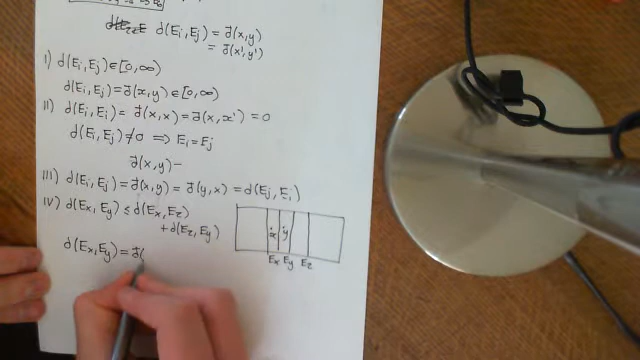 d(Ei,Ej) = d̄(x,y)
= d̄(x',y')
I) d(Ei,Ej) ∈ [0,∞)
d(Ei,Ej) = d̄(x,y) ∈ [0,∞)
II) d(Ei,Ei) = d̄(x,x) = d̄(x,x') = 0
d(Ei,Ej) ≠ 0 ⟹ Ei = Ej
d̄(x,y) –
III) d(Ei,Ej) = d̄(x,y) = d̄(y,x) = d(Ej,Ei)
IV) d(Ex,Ey) ≤ d(Ex,Ez)
+ d(Ez,Ey)
x y
Ex Ey Ez
d(Ex,Ey) = d̄(